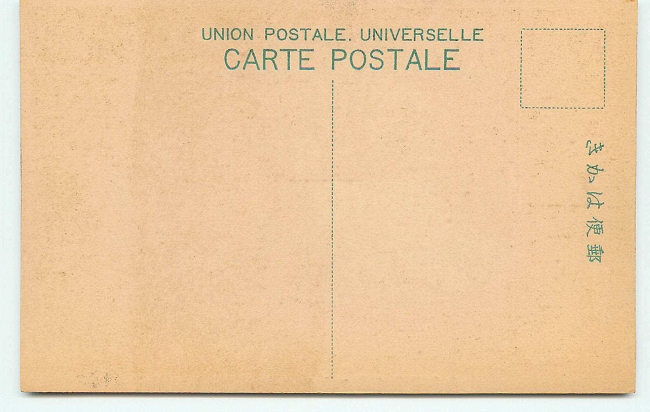 UNION POSTALE. UNIVERSELLE
CARTE POSTALE
郵便はかき